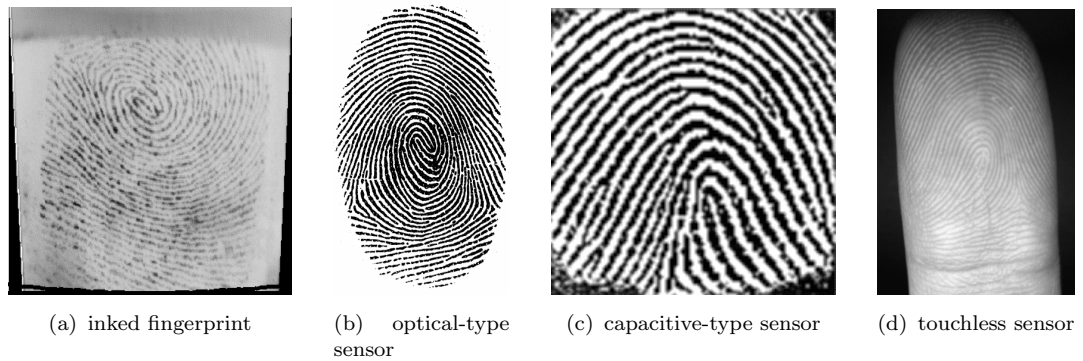 (a) inked fingerprint
(b) optical-type
sensor
(c) capacitive-type sensor
(d) touchless sensor